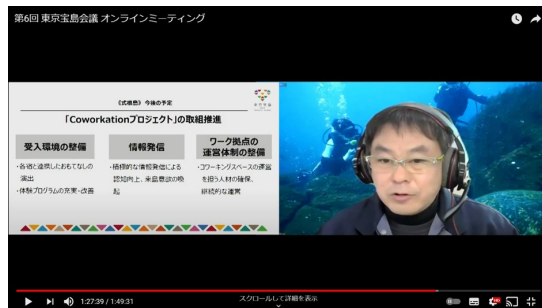 第6回 東京宝島会議 オンラインミーティング
《式根島》 今後の予定
「Coworkationプロジェクト」の取組推進
受入環境の整備
・各宿と連携したおもてなしの
演出
・体験プログラムの充実・改善
情報発信
・積極的な情報発信による
認知向上、来島意欲の喚
起
ワーク拠点の
運営体制の整備
・コワーキングスペースの運営
を担う人材の確保、
継続的な運営
1:27:39 / 1:49:31
スクロールして詳細を表示